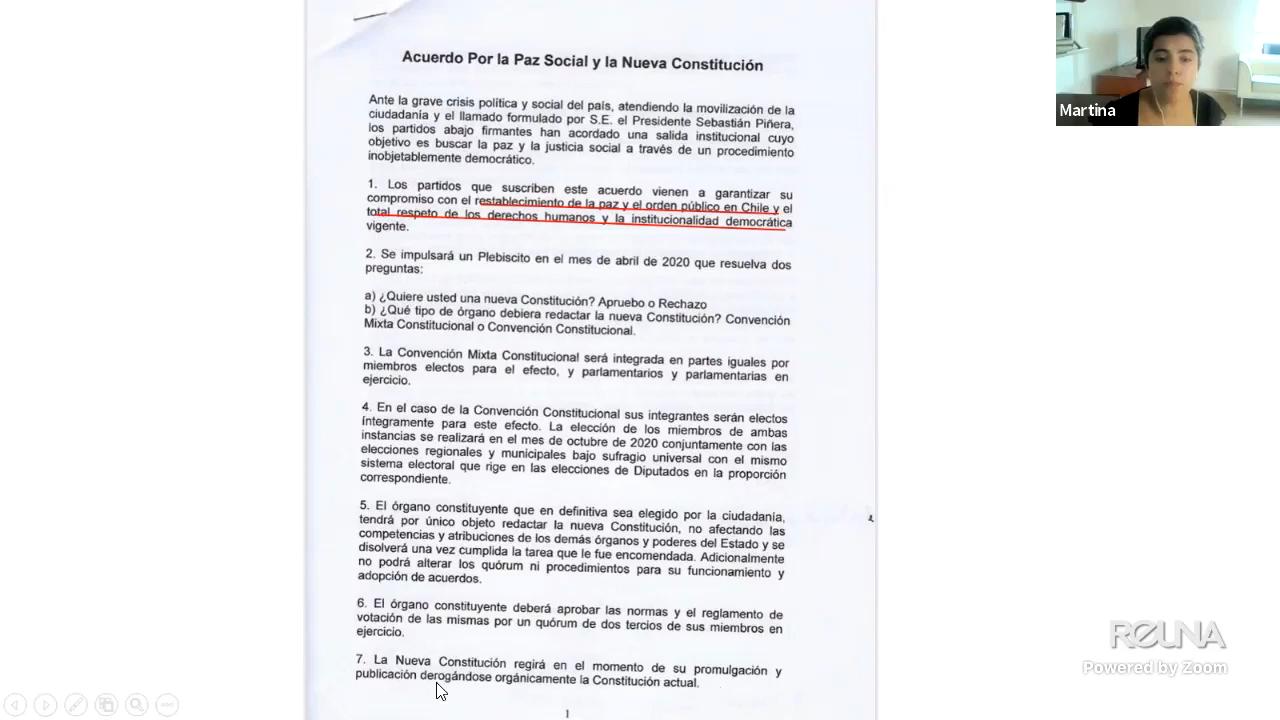 Acuerdo Por la Paz Social y la Nueva Constitución
Ante la grave crisis política y social del país, atendiendo la movilización de la
ciudadanía y el llamado formulado por S.E. el Presidente Sebastián Piñera,
los partidos abajo firmantes han acordado una salida institucional cuyo
objetivo es buscar la paz y la justicia social a través de un procedimiento
inobjetablemente democrático.
1. Los partidos que suscriben este acuerdo vienen a garantizar su
compromiso con el restablecimiento de la paz y el orden público en Chile y el
total respeto de los derechos humanos y la institucionalidad democrática
vigente.
2. Se impulsará un Plebiscito en el mes de abril de 2020 que resuelva dos
preguntas:
a) ¿Quiere usted una nueva Constitución? Apruebo o Rechazo
b) ¿Qué tipo de órgano debiera redactar la nueva Constitución? Convención
Mixta Constitucional o Convención Constitucional.
3. La Convención Mixta Constitucional será integrada en partes iguales por
miembros electos para el efecto, y parlamentarios y parlamentarias en
ejercicio.
4. En el caso de la Convención Constitucional sus integrantes serán electos
íntegramente para este efecto. La elección de los miembros de ambas
instancias se realizará en el mes de octubre de 2020 conjuntamente con las
elecciones regionales y municipales bajo sufragio universal con el mismo
sistema electoral que rige en las elecciones de Diputados en la proporción
correspondiente.
5. El órgano constituyente que en definitiva sea elegido por la ciudadanía,
tendrá por único objeto redactar la nueva Constitución, no afectando las
competencias y atribuciones de los demás órganos y poderes del Estado y se
disolverá una vez cumplida la tarea que le fue encomendada. Adicionalmente
no podrá alterar los quórum ni procedimientos para su funcionamiento y
adopción de acuerdos.
6. El órgano constituyente deberá aprobar las normas y el reglamento de
votación de las mismas por un quórum de dos tercios de sus miembros en
ejercicio.
7. La Nueva Constitución regirá en el momento de su promulgación y
publicación derogándose orgánicamente la Constitución actual.
1
Martina
REUNA
Powered by Zoom